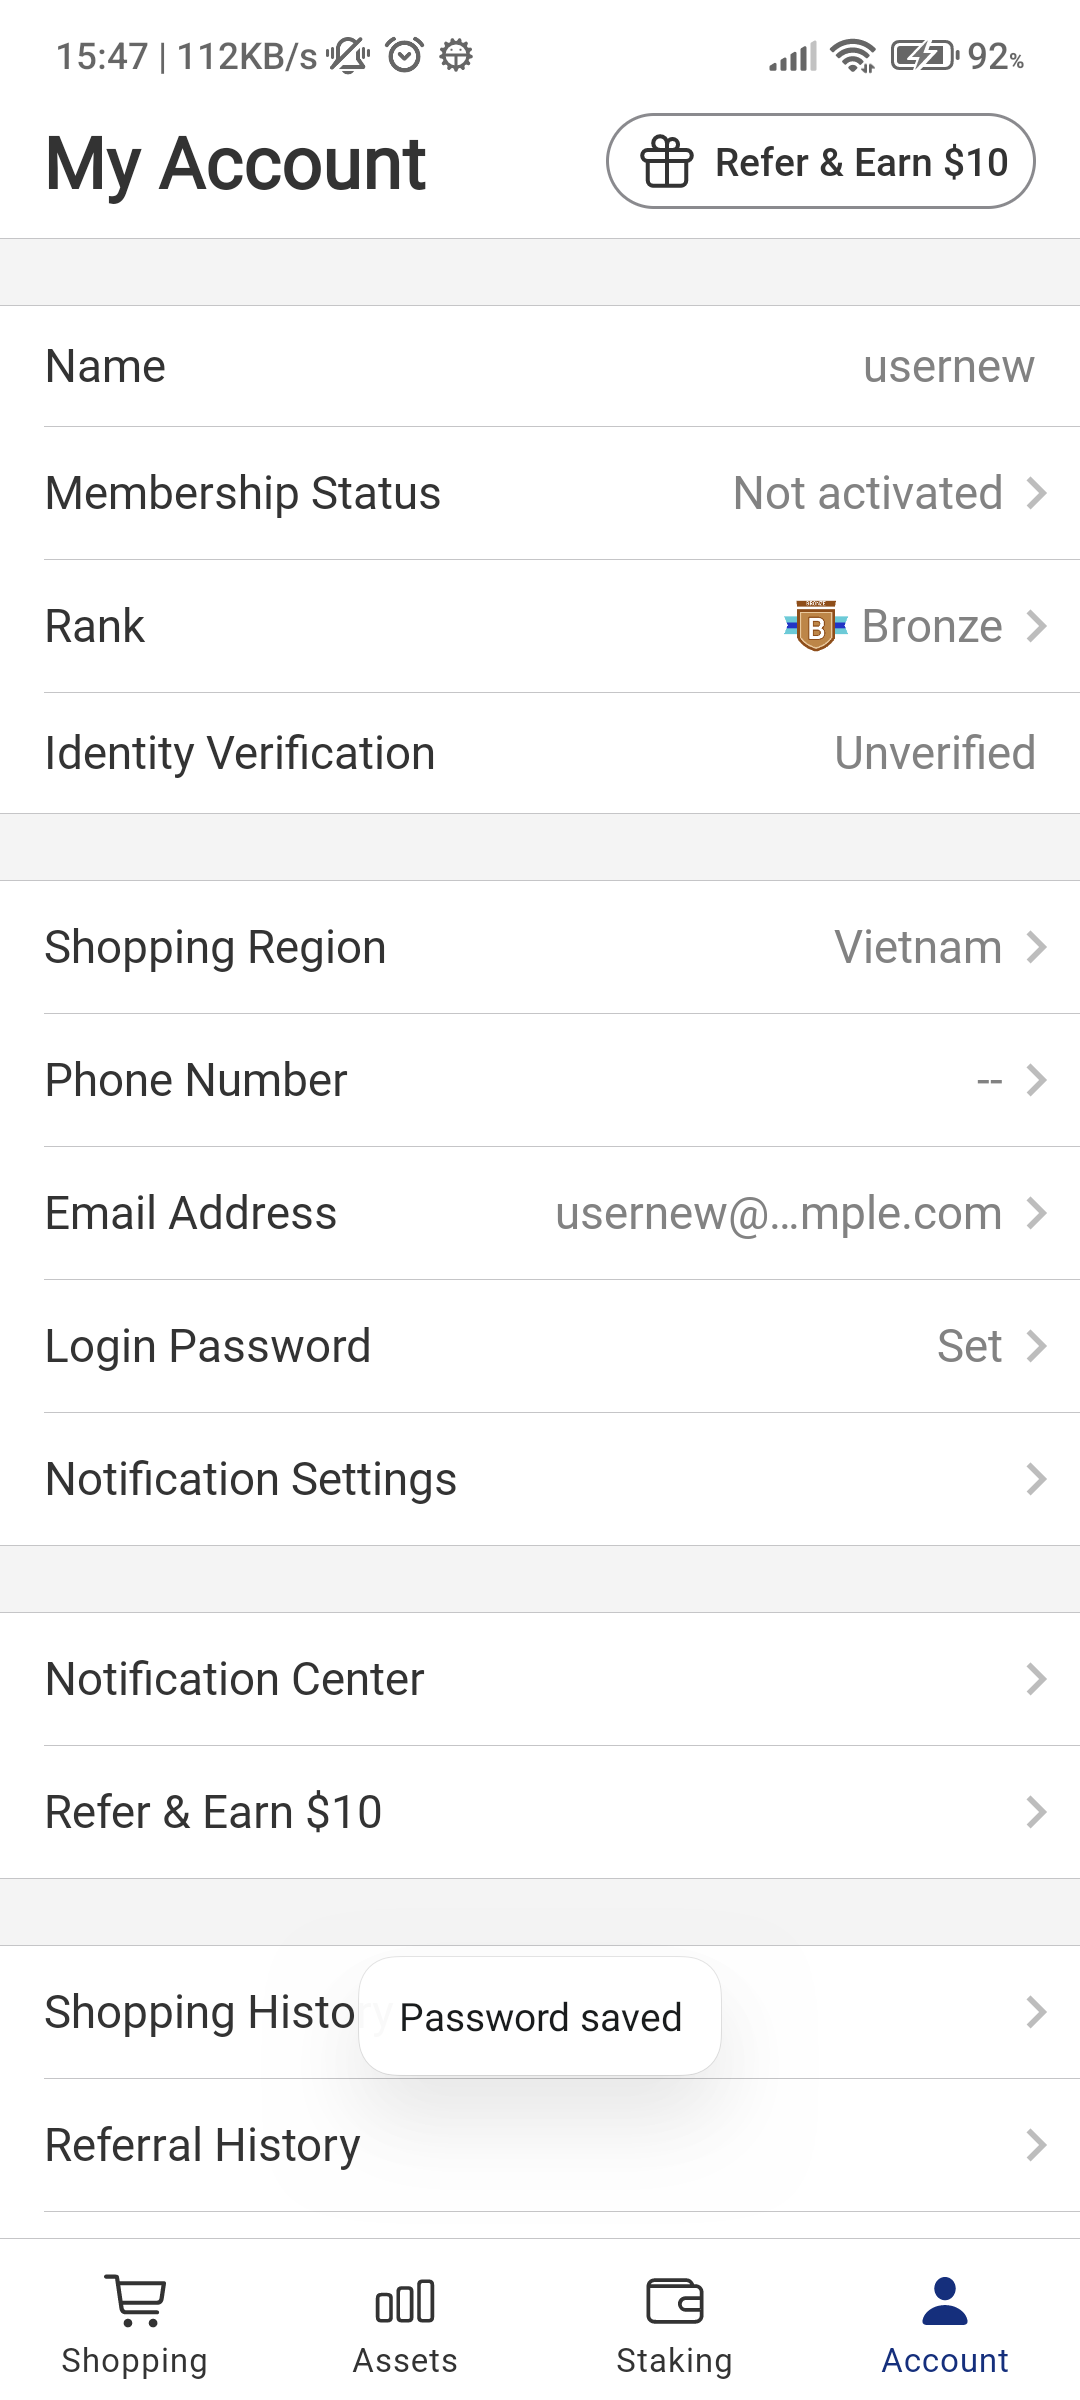 15:47 | 112KB/s 92%
My Account Refer & Earn $10
Name usernew
Membership Status Not activated
Rank BRONZE B Bronze
Identity Verification Unverified
Shopping Region Vietnam
Phone Number --
Email Address usernew@...mple.com
Login Password Set
Notification Settings
Notification Center
Refer & Earn $10
Shopping History
Password saved
Referral History
Shopping Assets Staking Account